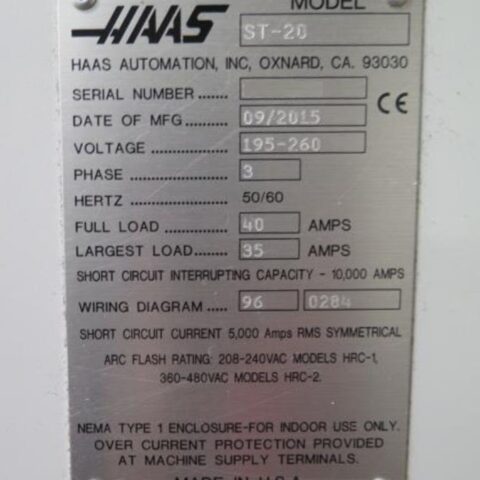 HAAS MODEL ST-20
HAAS AUTOMATION, INC, OXNARD, CA. 93030
SERIAL NUMBER .......
DATE OF MFG........... 09/2015
VOLTAGE .................. 195-260
PHASE ...................... 3
HERTZ ...................... 50/60
FULL LOAD ............... 40 AMPS
LARGEST LOAD........ 35 AMPS
SHORT CIRCUIT INTERRUPTING CAPACITY - 10,000 AMPS
WIRING DIAGRAM ..... 96 0284
SHORT CIRCUIT CURRENT 5,000 Amps RMS SYMMETRICAL
ARC FLASH RATING: 208-240VAC MODELS HRC-1,
360-480VAC MODELS HRC-2.
NEMA TYPE 1 ENCLOSURE-FOR INDOOR USE ONLY.
OVER CURRENT PROTECTION PROVIDED
AT MACHINE SUPPLY TERMINALS.
MADE IN U.S.A.
CE